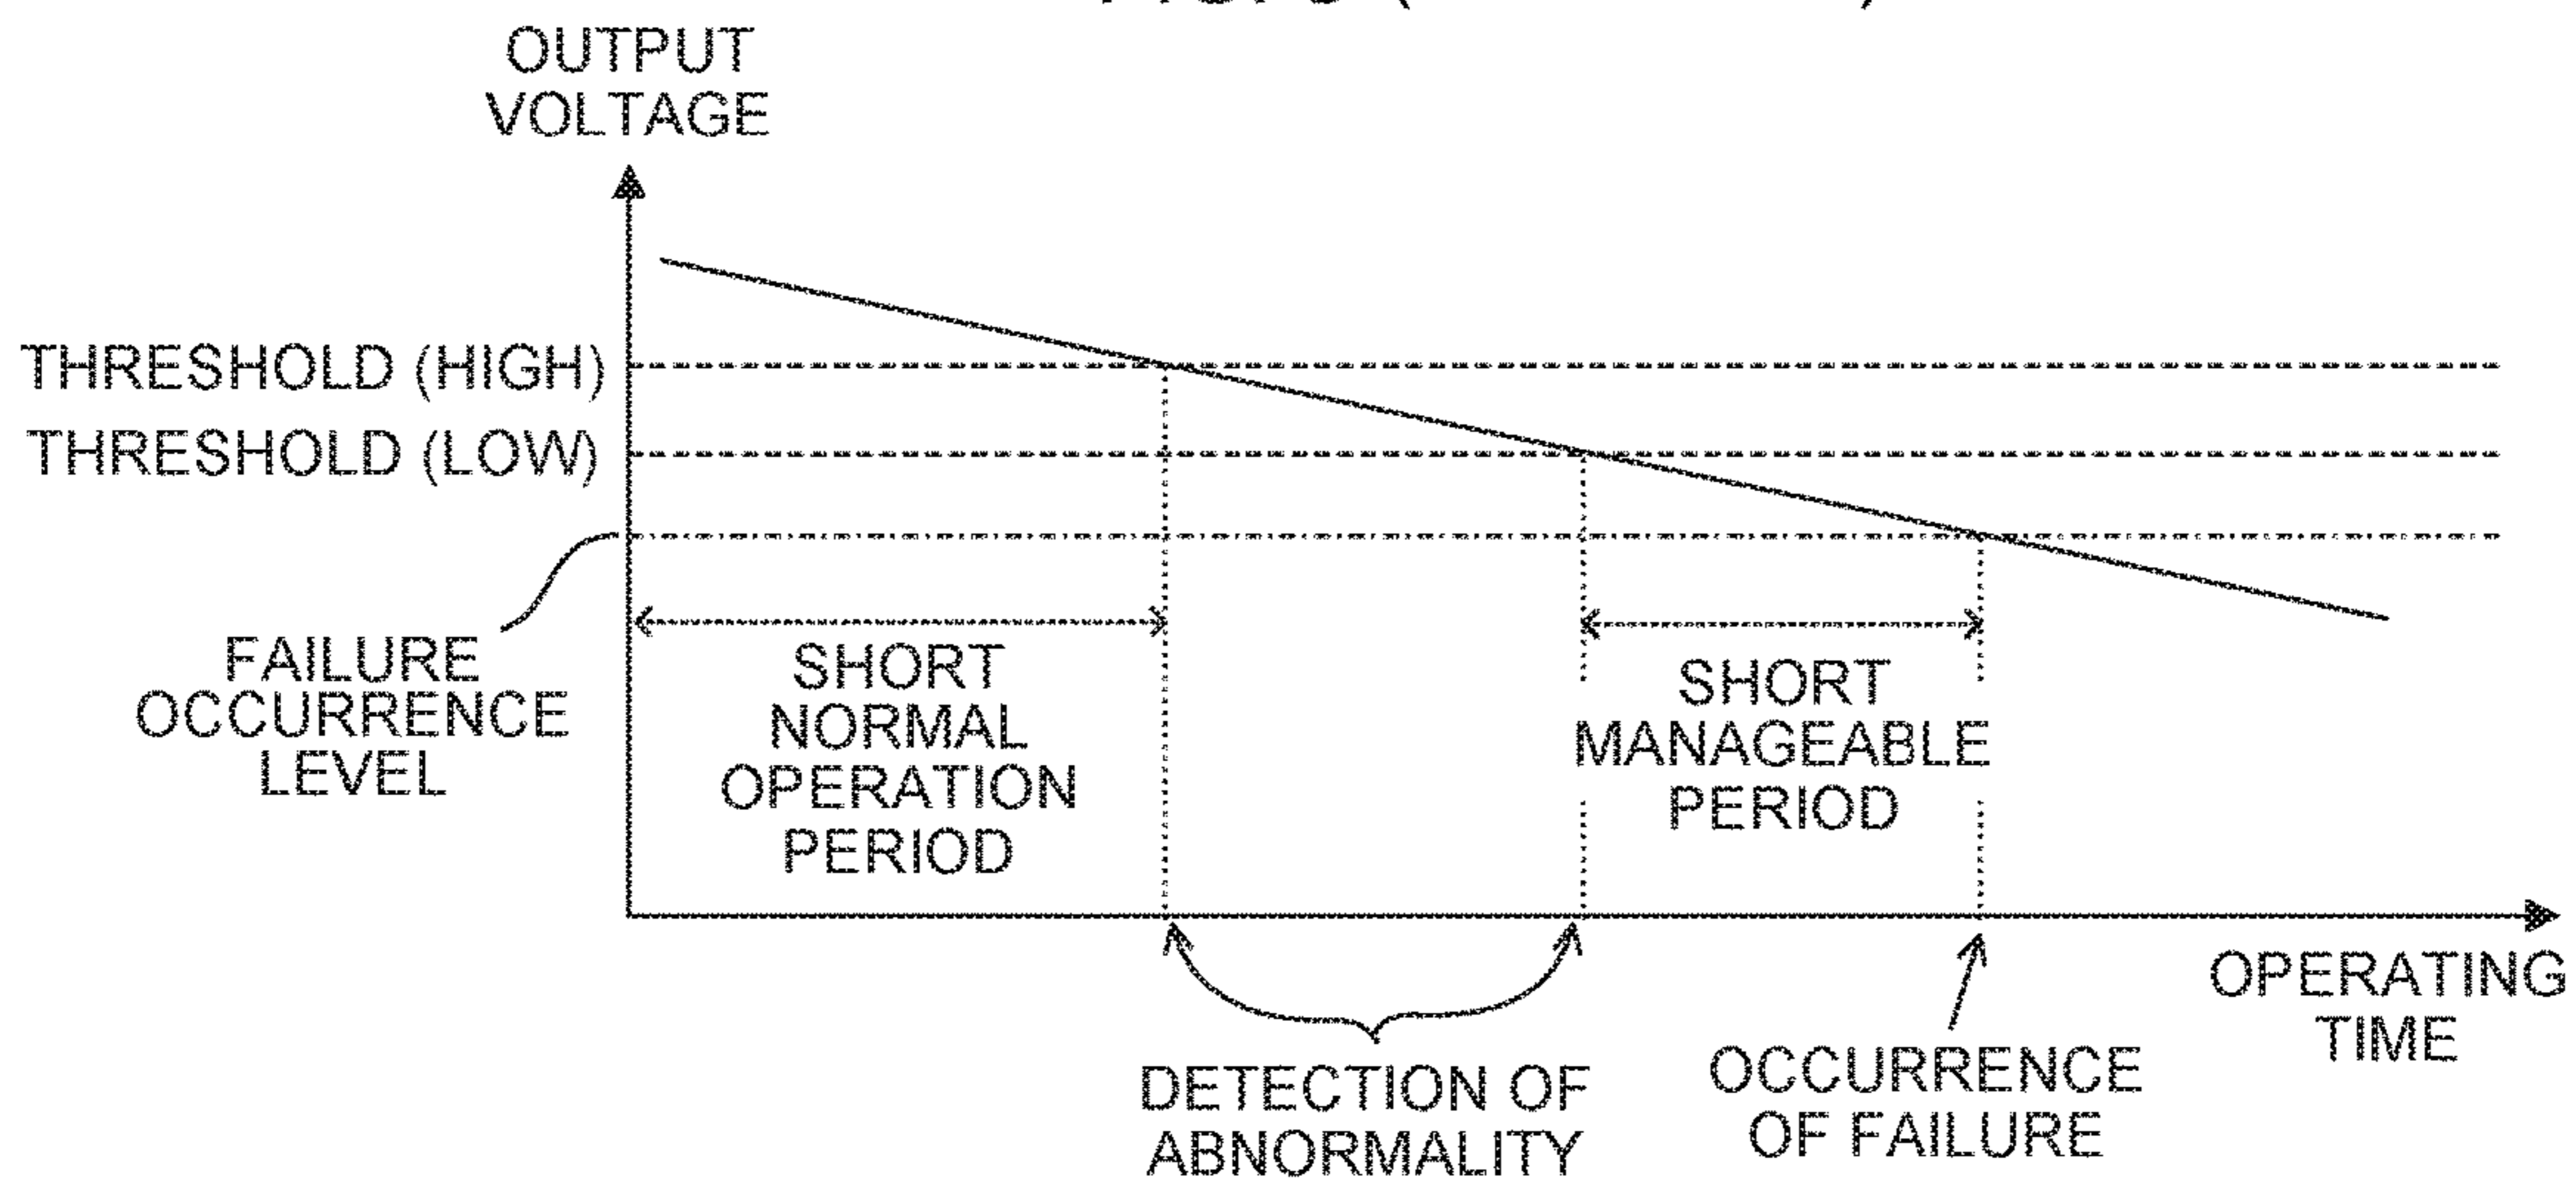 OUTPUT
VOLTAGE
THRESHOLD (HIGH)
THRESHOLD (LOW)
FAILURE
OCCURRENCE
LEVEL
SHORT
NORMAL
OPERATION
PERIOD
SHORT
MANAGEABLE
PERIOD
OPERATING
TIME
DETECTION OF
ABNORMALITY
OCCURRENCE
OF FAILURE